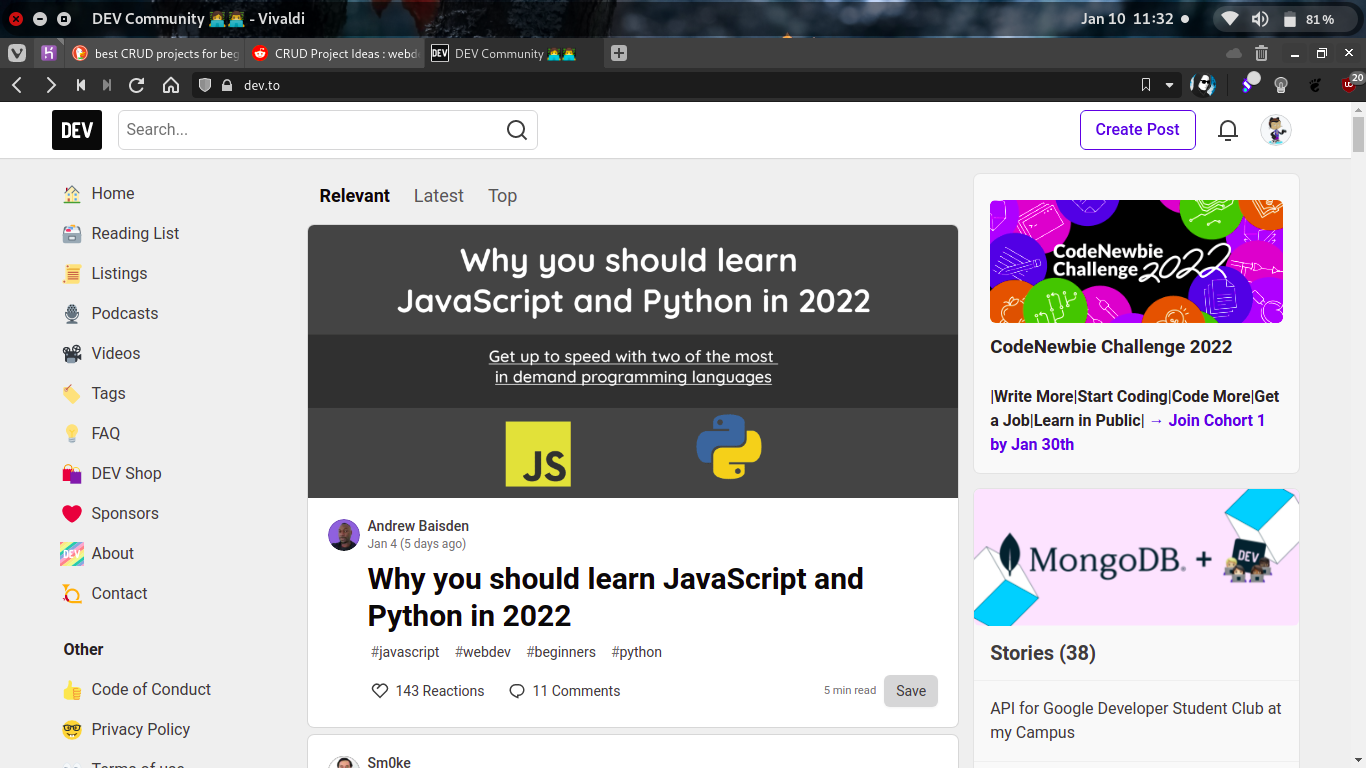 DEV Community 👩‍💻👨‍💻 - Vivaldi
Jan 10 11:32
81 %
best CRUD projects for beg
CRUD Project Ideas : webd
DEV
DEV Community 👩‍💻👨‍💻
dev.to
20
DEV
Search...
Create Post
Home
Reading List
Listings
Podcasts
Videos
Tags
FAQ
DEV Shop
Sponsors
DEV
About
Contact
Other
Code of Conduct
Privacy Policy
Terms of use
Relevant
Latest
Top
Why you should learn
JavaScript and Python in 2022
Get up to speed with two of the most
in demand programming languages
JS
Andrew Baisden
Jan 4 (5 days ago)
Why you should learn JavaScript and
Python in 2022
#javascript #webdev #beginners #python
143 Reactions
11 Comments
5 min read
Save
Sm0ke
CodeNewbie
Challenge 2022
CodeNewbie Challenge 2022
|Write More|Start Coding|Code More|Get
a Job|Learn in Public| → Join Cohort 1
by Jan 30th
MongoDB. + DEV
Stories (38)
API for Google Developer Student Club at
my Campus